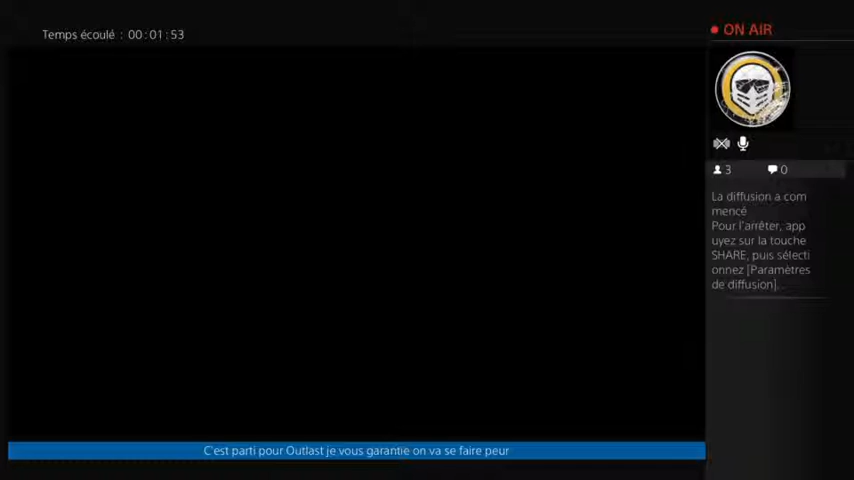 Temps écoulé : 00:01:53
ON AIR
3
0
La diffusion a com
mencé
Pour l'arrêter, app
uyez sur la touche
SHARE, puis sélecti
onnez [Paramètres
de diffusion].
C'est parti pour Outlast je vous garantie on va se faire peur